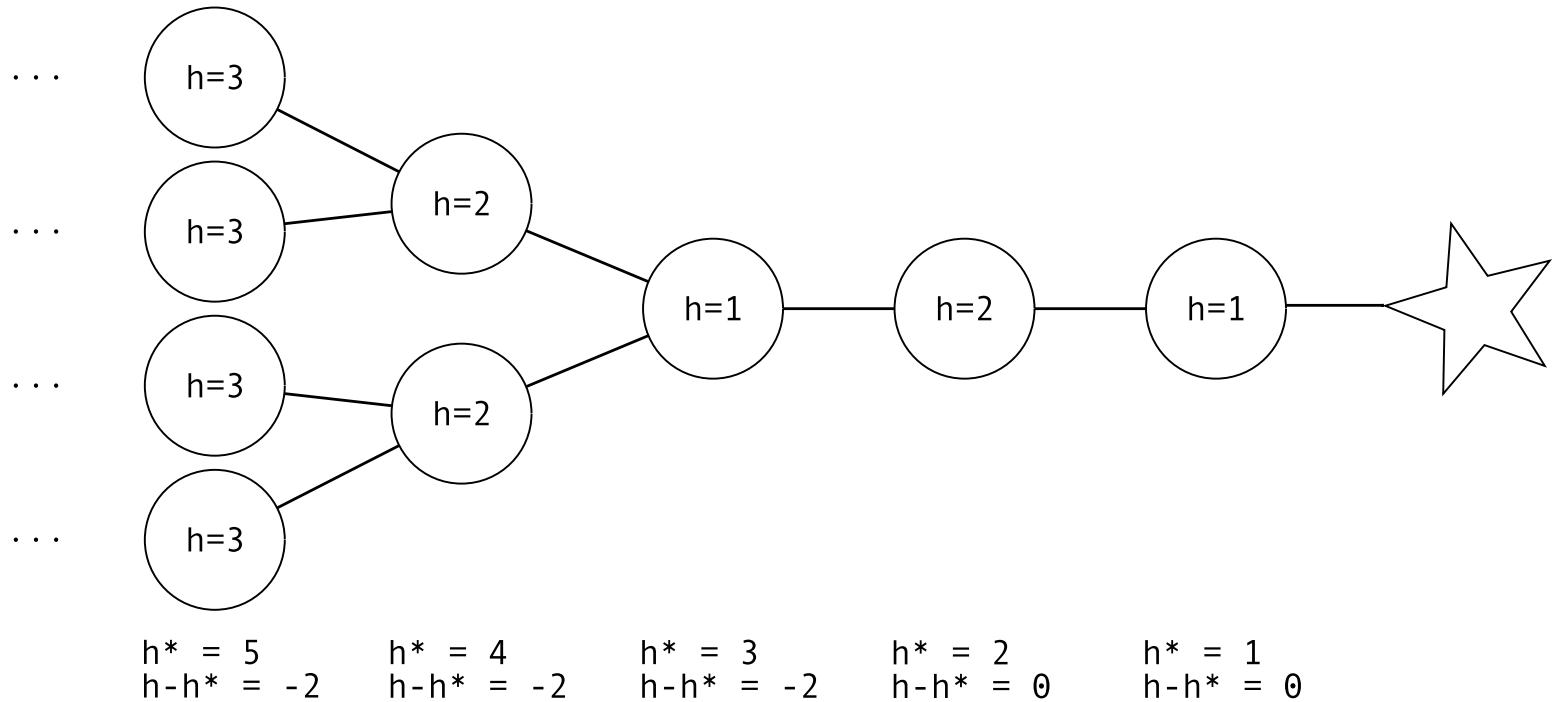 ...
h=3
h=2
...
h=3
h=1
h=2
h=1
...
h=3
h=2
...
h=3
h* = 5
h-h* = -2
h* = 4
h-h* = -2
h* = 3
h-h* = -2
h* = 2
h-h* = 0
h* = 1
h-h* = 0